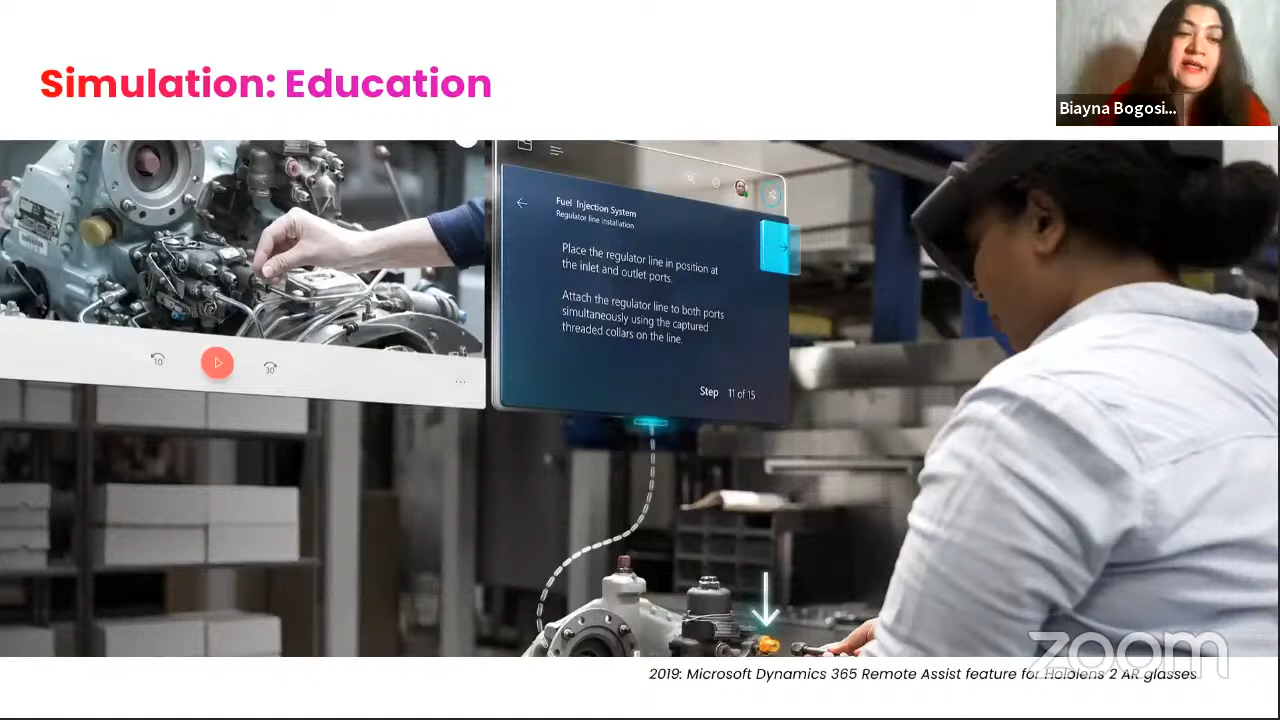 Simulation: Education
Biayna Bogosi...
Fuel Injection System
Regulator line installation
Place the regulator line in position at
the inlet and outlet ports.
Attach the regulator line to both ports
simultaneously using the captured
threaded collars on the line.
Step 11 of 15
10
30
zoom
2019: Microsoft Dynamics 365 Remote Assist feature for Hololens 2 AR glasses